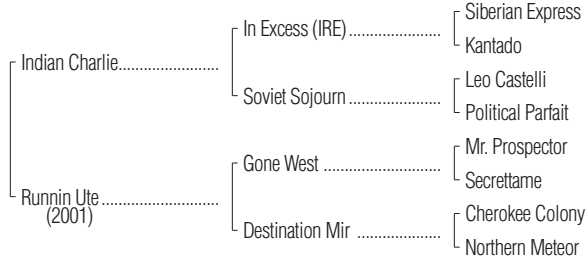 Siberian Express
In Excess (IRE)
Kantado
Indian Charlie
Leo Castelli
Soviet Sojourn
Political Parfait
Mr. Prospector
Gone West
Secrettame
Runnin Ute
(2001)
Cherokee Colony
Destination Mir
Northern Meteor